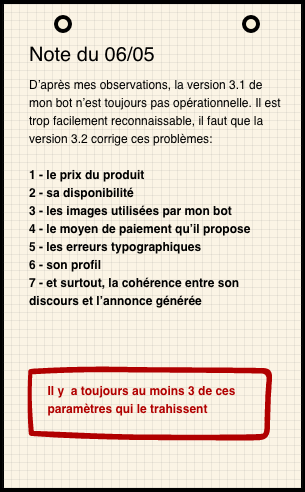 Note du 06/05
D’après mes observations, la version 3.1 de
mon bot n’est toujours pas opérationnelle. Il est
trop facilement reconnaissable, il faut que la
version 3.2 corrige ces problèmes:
1 - le prix du produit
2 - sa disponibilité
3 - les images utilisées par mon bot
4 - le moyen de paiement qu’il propose
5 - les erreurs typographiques
6 - son profil
7 - et surtout, la cohérence entre son
discours et l’annonce générée
Il y  a toujours au moins 3 de ces
paramètres qui le trahissent